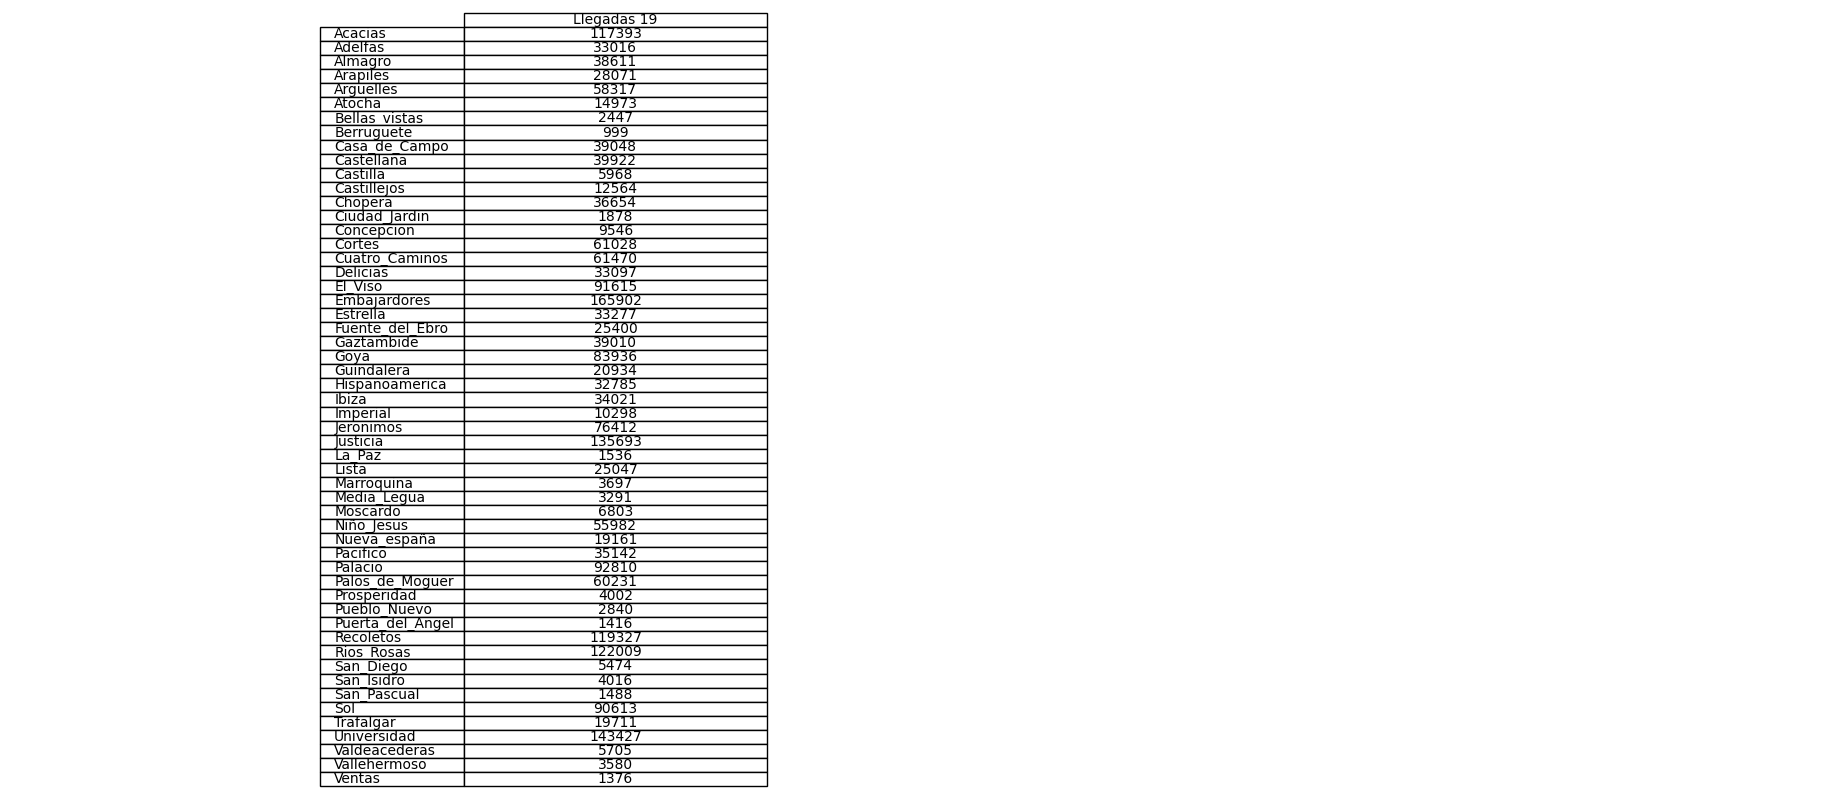 Llegadas 19
Acacias 117393
Adelfas 33016
Almagro 38611
Arapiles 28071
Arguelles 58317
Atocha 14973
Bellas_vistas 2447
Berruguete 999
Casa_de_Campo 39048
Castellana 39922
Castilla 5968
Castillejos 12564
Chopera 36654
Ciudad_Jardin 1878
Concepcion 9546
Cortes 61028
Cuatro_Caminos 61470
Delicias 33097
El_Viso 91615
Embajardores 165902
Estrella 33277
Fuente_del_Ebro 25400
Gaztambide 39010
Goya 83936
Guindalera 20934
Hispanoamerica 32785
Ibiza 34021
Imperial 10298
Jeronimos 76412
Justicia 135693
La_Paz 1536
Lista 25047
Marroquina 3697
Media_Legua 3291
Moscardo 6803
Niño_Jesus 55982
Nueva_españa 19161
Pacifico 35142
Palacio 92810
Palos_de_Moguer 60231
Prosperidad 4002
Pueblo_Nuevo 2840
Puerta_del_Angel 1416
Recoletos 119327
Rios_Rosas 122009
San_Diego 5474
San_Isidro 4016
San_Pascual 1488
Sol 90613
Trafalgar 19711
Universidad 143427
Valdeacederas 5705
Vallehermoso 3580
Ventas 1376